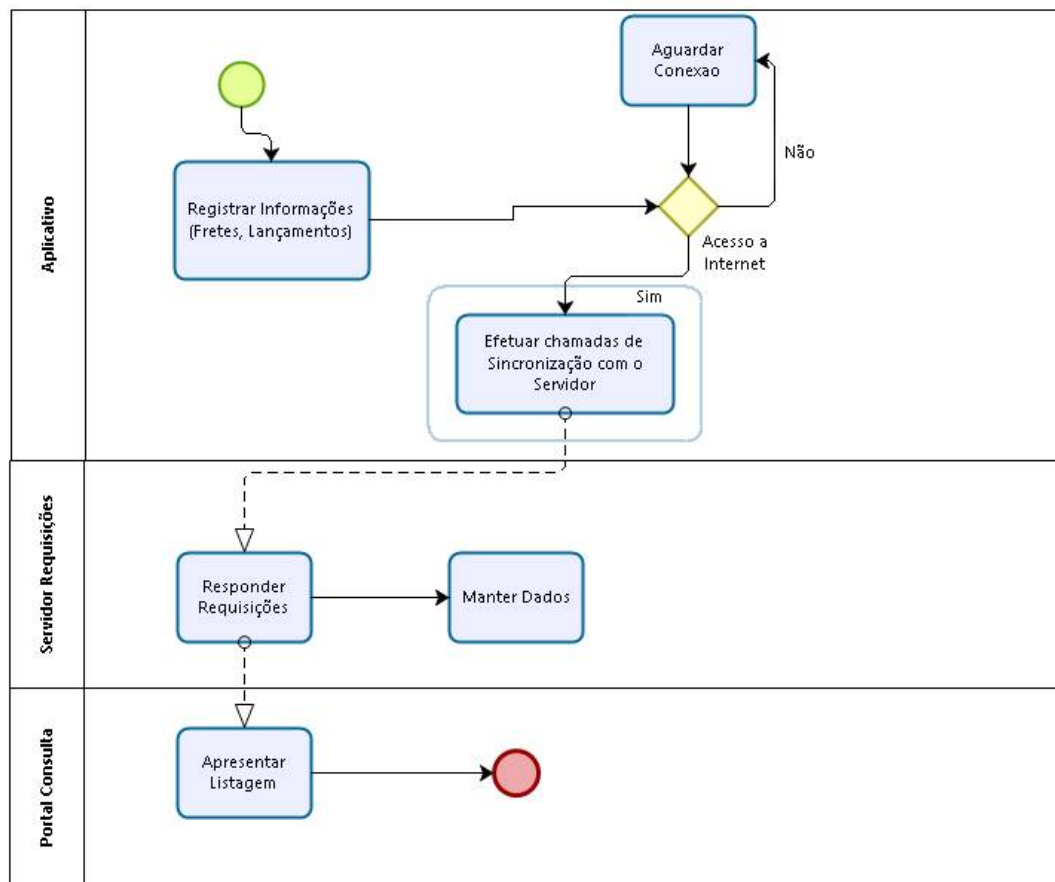 Aplicativo
Aguardar
Conexao
Não
Registrar Informações
(Fretes, Lançamentos)
Acesso a
Internet
Sim
Efetuar chamadas de
Sincronização com o
Servidor
Servidor Requisições
Responder
Requisições
Manter Dados
Portal Consulta
Apresentar
Listagem